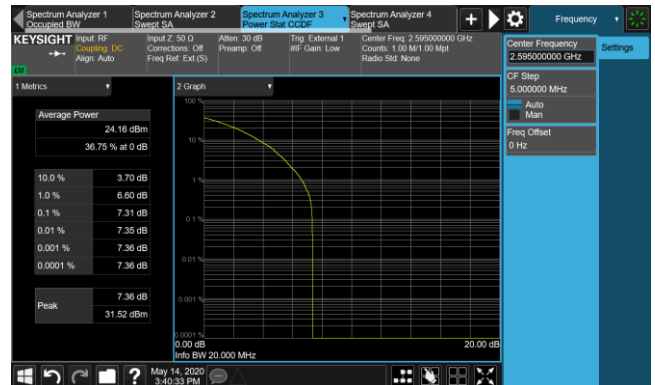 Spectrum Analyzer 1
Occupied BW
Spectrum Analyzer 2
Swept SA
Spectrum Analyzer 3
Power Stat CCDF
Spectrum Analyzer 4
Swept SA
+
Frequency
KEYSIGHT
Input: RF
Coupling: DC
Align: Auto
Input Z: 50 Ω
Corrections: Off
Freq Ref: Ext (S)
Atten: 30 dB
Preamp: Off
Trig: External 1
#IF Gain: Low
Center Freq: 2.595000000 GHz
Counts: 1.00 M/1.00 Mpt
Radio Std: None
Center Frequency
2.595000000 GHz
Settings
CF Step
5.000000 MHz
Auto
Man
Freq Offset
0 Hz
1 Metrics
Average Power
24.16 dBm
36.75 % at 0 dB
10.0 % 3.70 dB
1.0 % 6.60 dB
0.1 % 7.31 dB
0.01 % 7.35 dB
0.001 % 7.36 dB
0.0001 % 7.36 dB
Peak
7.36 dB
31.52 dBm
2 Graph
100 %
10 %
1 %
0.1 %
0.01 %
0.001 %
0.0001 %
0.00 dB
20.00 dB
Info BW 20.000 MHz
?
May 14, 2020
3:40:33 PM